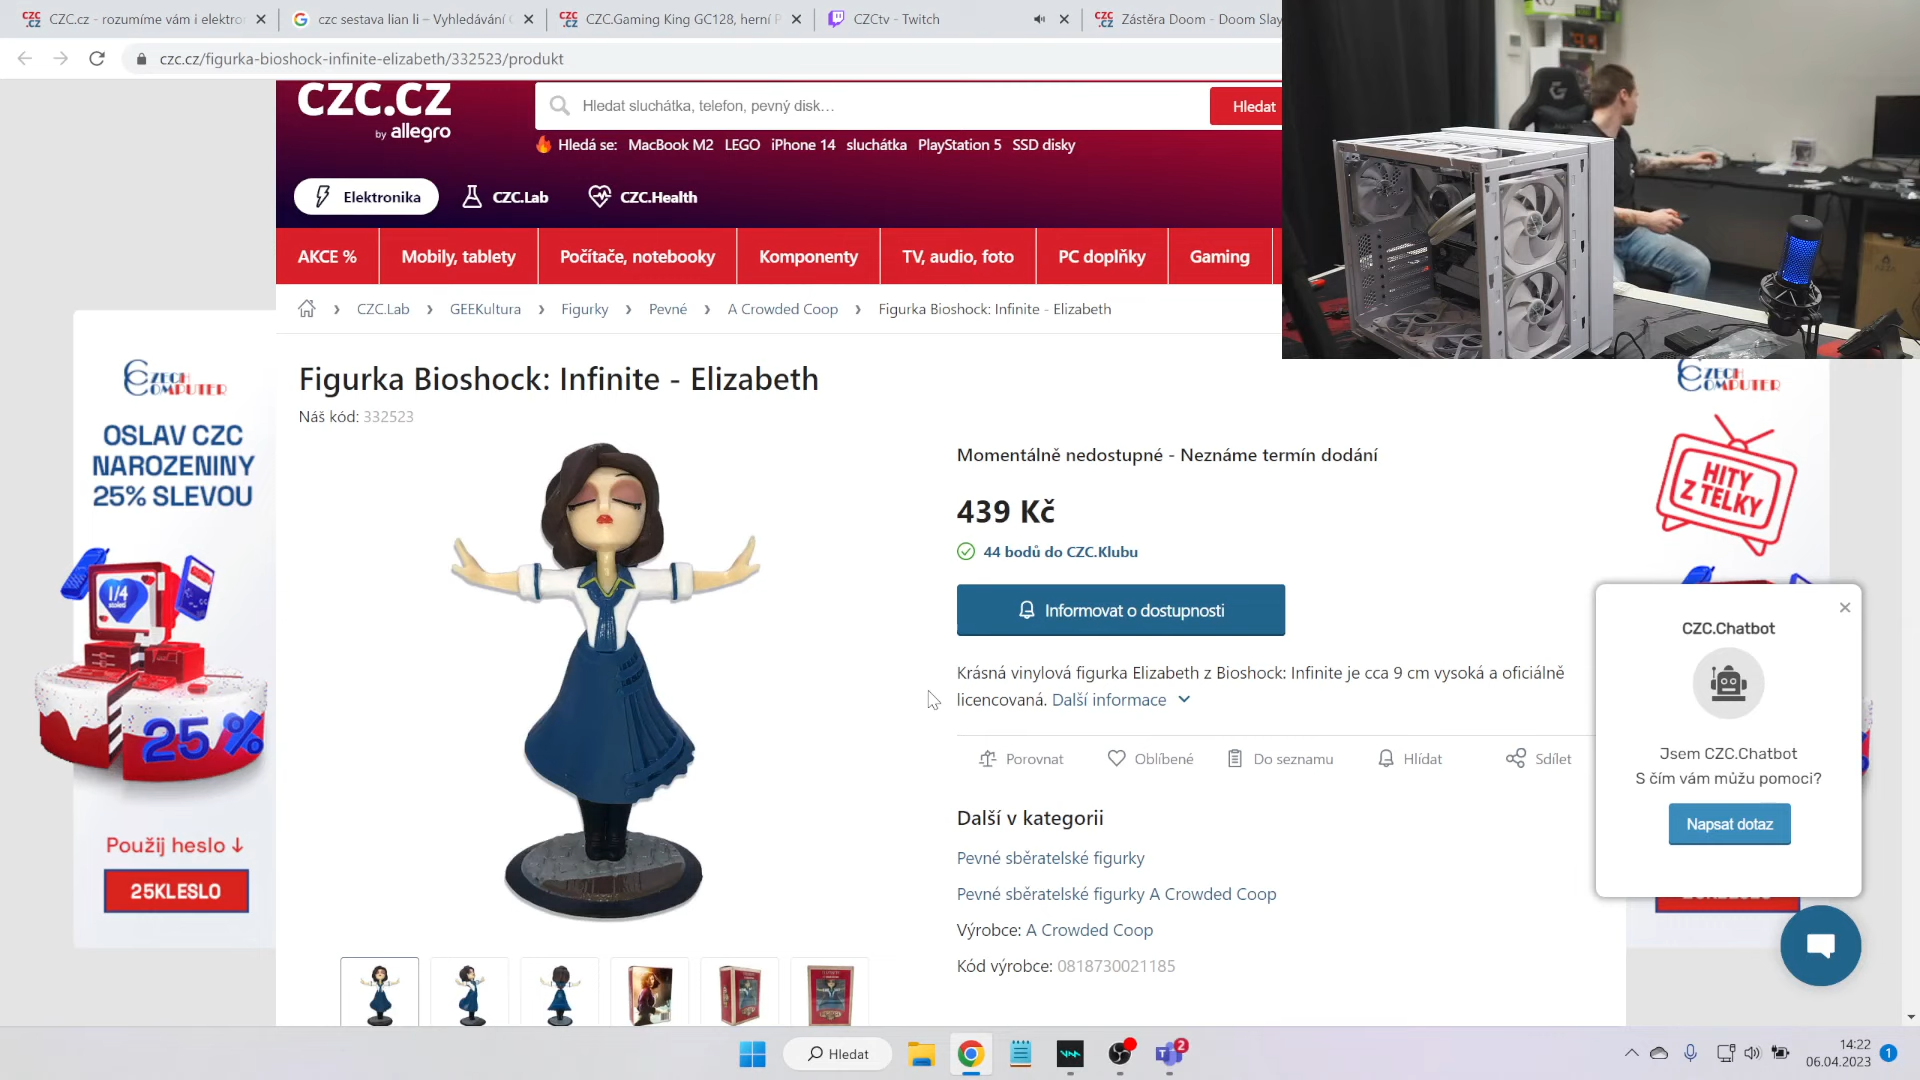 CZC.cz - rozumíme vám i elektro
czc sestava lian li – Vyhledávání
CZC.Gaming King GC128, herní P
CZCtv - Twitch
Zástěra Doom - Doom Slay
czc.cz/figurka-bioshock-infinite-elizabeth/332523/produkt
CZC.CZ
by allegro
Hledat sluchátka, telefon, pevný disk…
Hledat
Hledá se: MacBook M2 LEGO iPhone 14 sluchátka PlayStation 5 SSD disky
Elektronika
CZC.Lab
CZC.Health
AKCE %
Mobily, tablety
Počítače, notebooky
Komponenty
TV, audio, foto
PC doplňky
Gaming
CZC.Lab › GEEKultura › Figurky › Pevné › A Crowded Coop › Figurka Bioshock: Infinite - Elizabeth
Figurka Bioshock: Infinite - Elizabeth
Náš kód: 332523
Momentálně nedostupné - Neznáme termín dodání
439 Kč
44 bodů do CZC.Klubu
Informovat o dostupnosti
Krásná vinylová figurka Elizabeth z Bioshock: Infinite je cca 9 cm vysoká a oficiálně
licencovaná. Další informace
Porovnat
Oblíbené
Do seznamu
Hlídat
Sdílet
Další v kategorii
Pevné sběratelské figurky
Pevné sběratelské figurky A Crowded Coop
Výrobce: A Crowded Coop
Kód výrobce: 0818730021185
CZECH
COMPUTER
OSLAV CZC
NAROZENINY
25% SLEVOU
1/4
století
25 %
Použij heslo ↓
25KLESLO
CZECH
COMPUTER
HITY
Z TELKY
CZC.Chatbot
Jsem CZC.Chatbot
S čím vám můžu pomoci?
Napsat dotaz
Hledat
2
14:22
06.04.2023
1